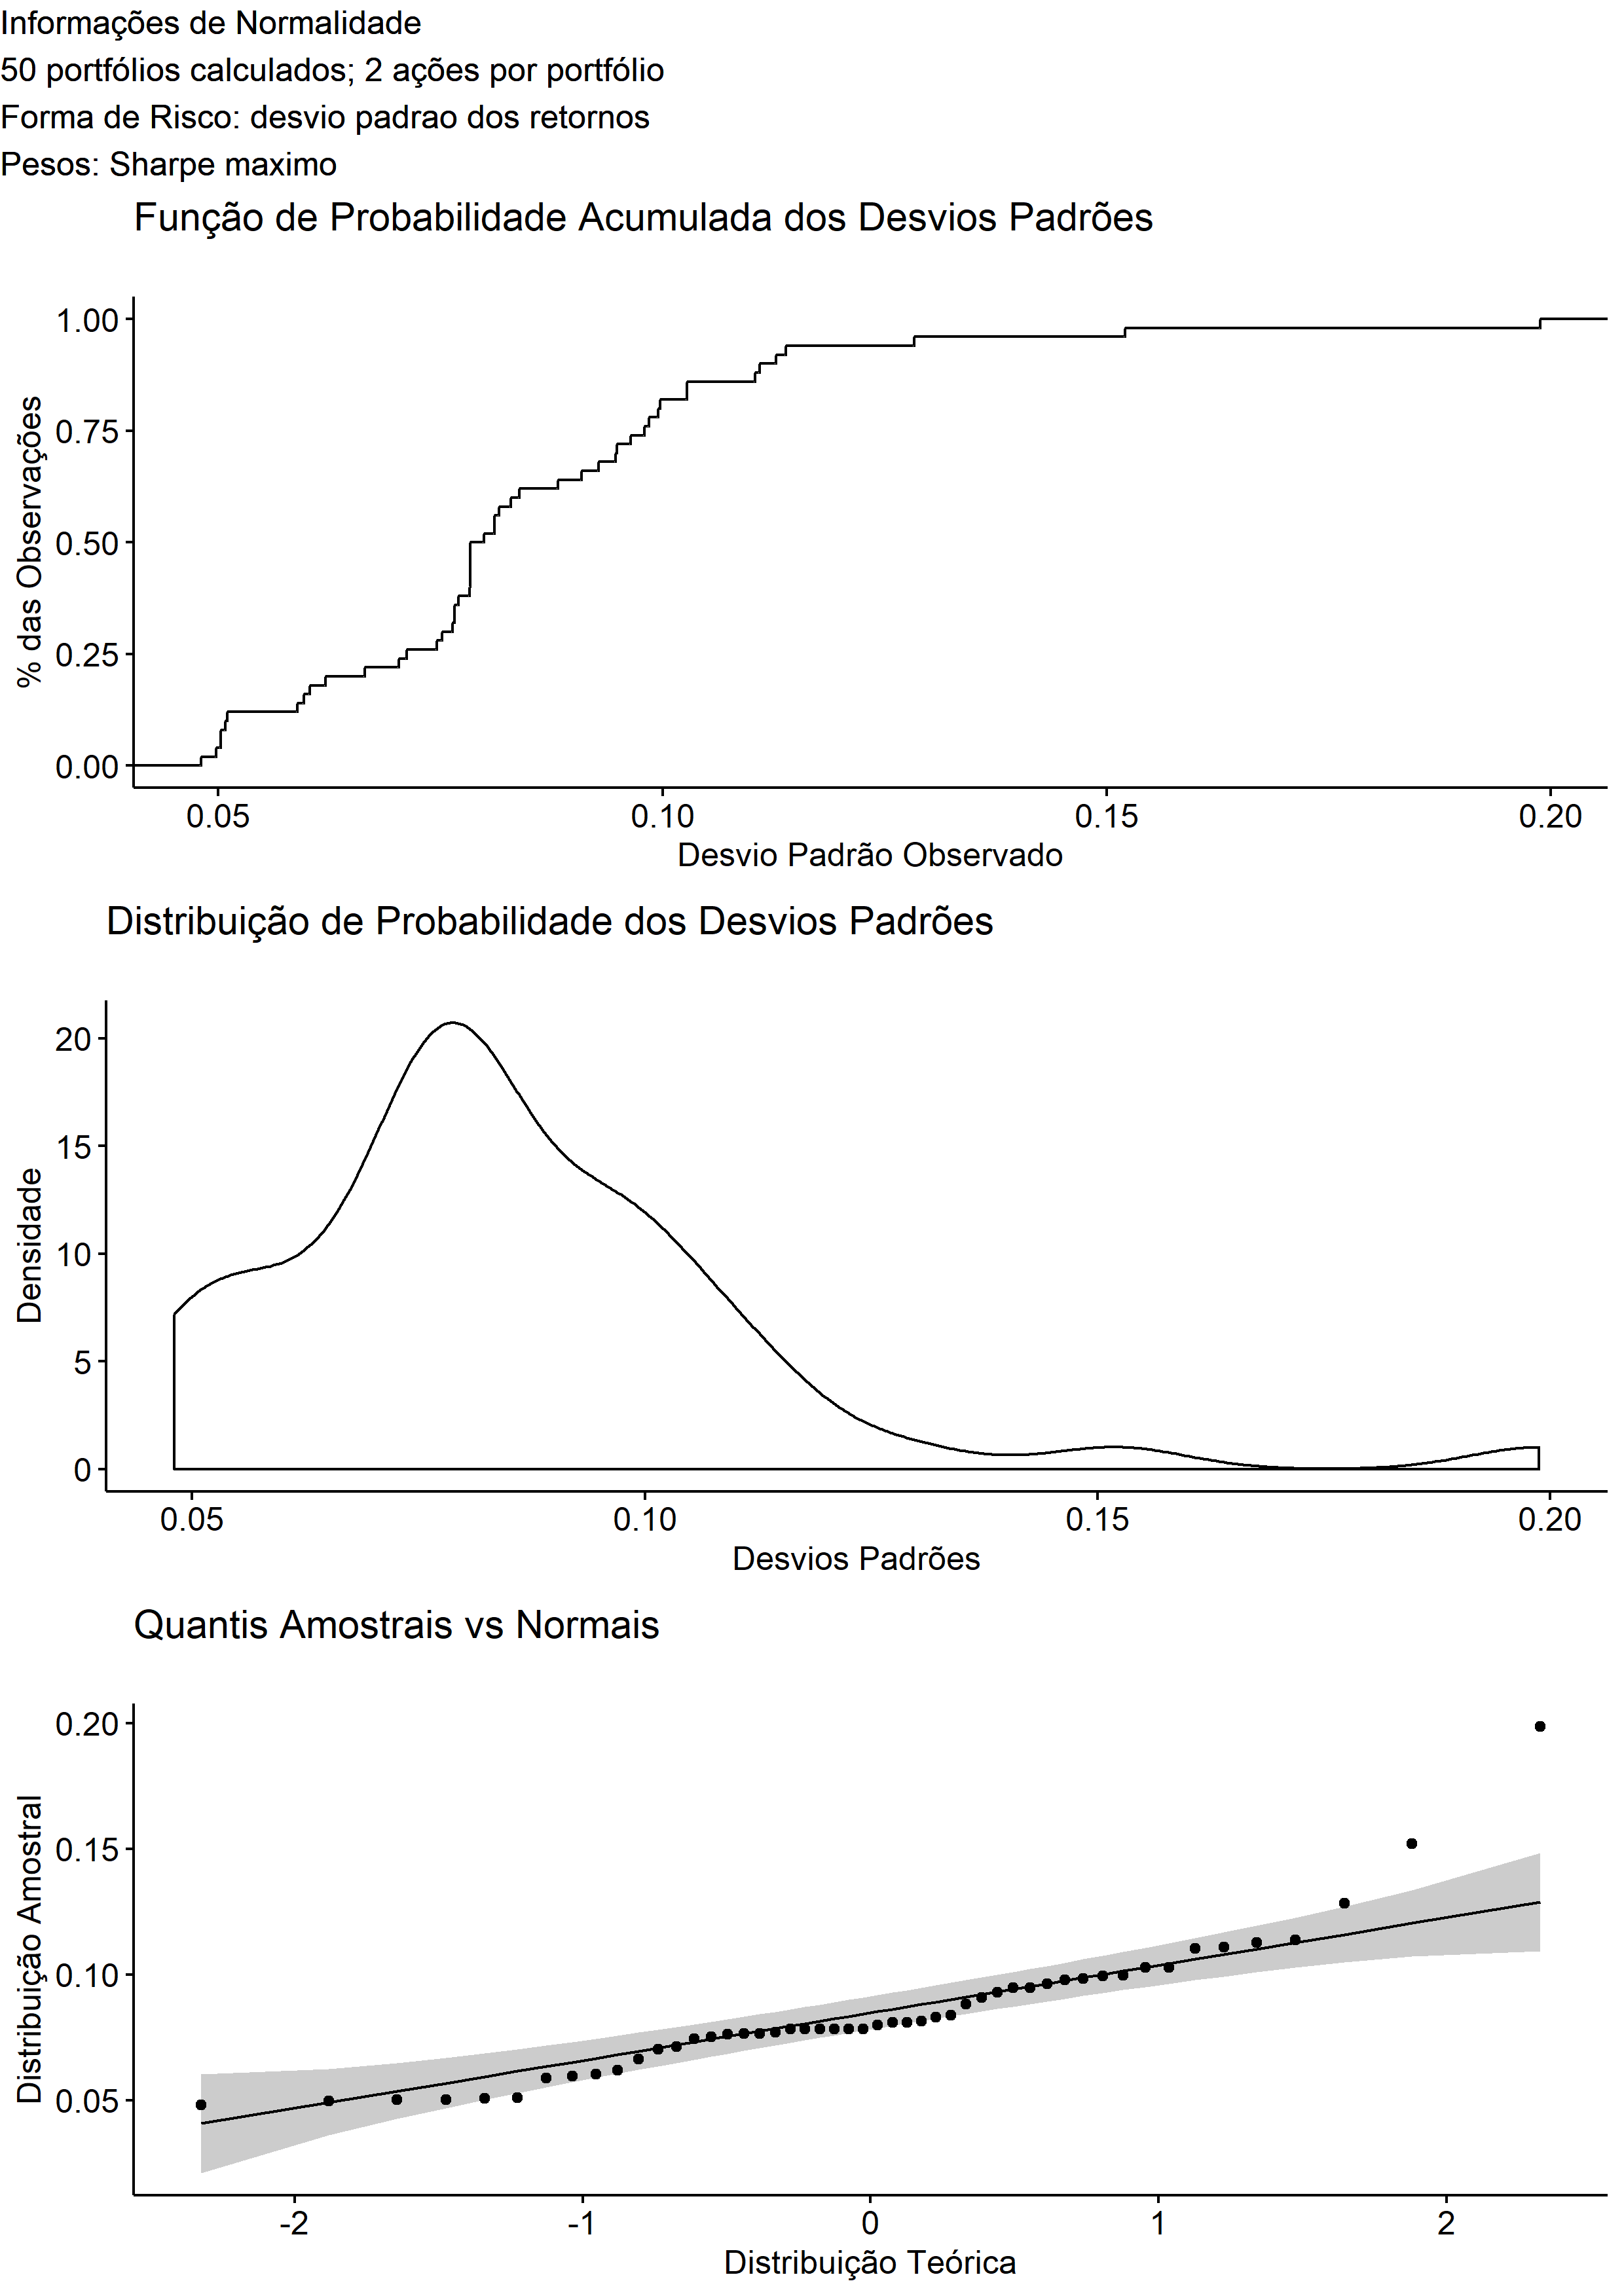 Informações de Normalidade
50 portfólios calculados; 2 ações por portfólio
Forma de Risco: desvio padrao dos retornos
Pesos: Sharpe maximo
Função de Probabilidade Acumulada dos Desvios Padrões
% das Observações
1.00
0.75
0.50
0.25
0.00
0.05 0.10 0.15 0.20
Desvio Padrão Observado
Distribuição de Probabilidade dos Desvios Padrões
Densidade
20
15
10
5
0
0.05 0.10 0.15 0.20
Desvios Padrões
Quantis Amostrais vs Normais
Distribuição Amostral
0.20
0.15
0.10
0.05
-2 -1 0 1 2
Distribuição Teórica